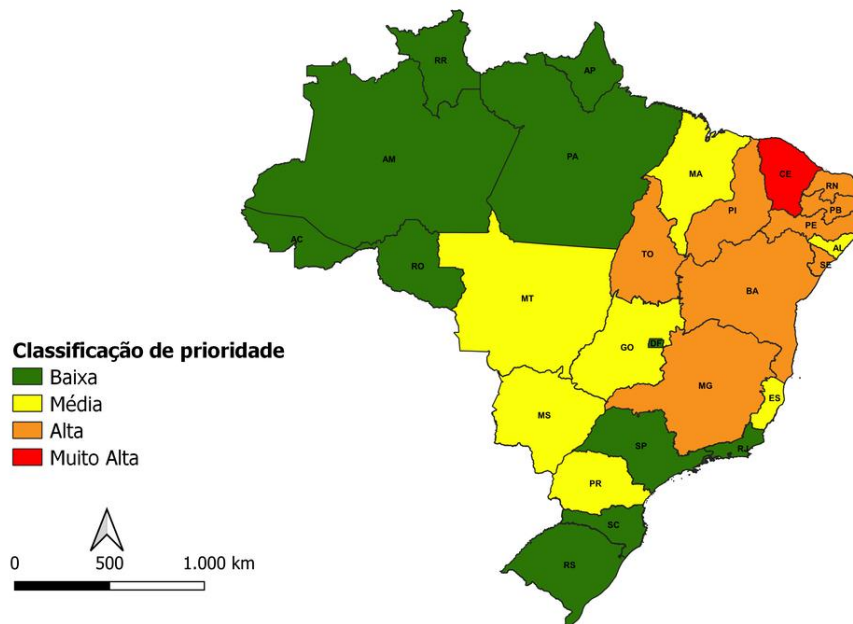 RR
AP
AM
PA
MA
CE
RN
PB
PE
PI
AL
SE
AC
RO
TO
BA
MT
GO
DF
MG
ES
MS
SP
RJ
PR
SC
RS
Classificação de prioridade
Baixa
Média
Alta
Muito Alta
0 500 1.000 km